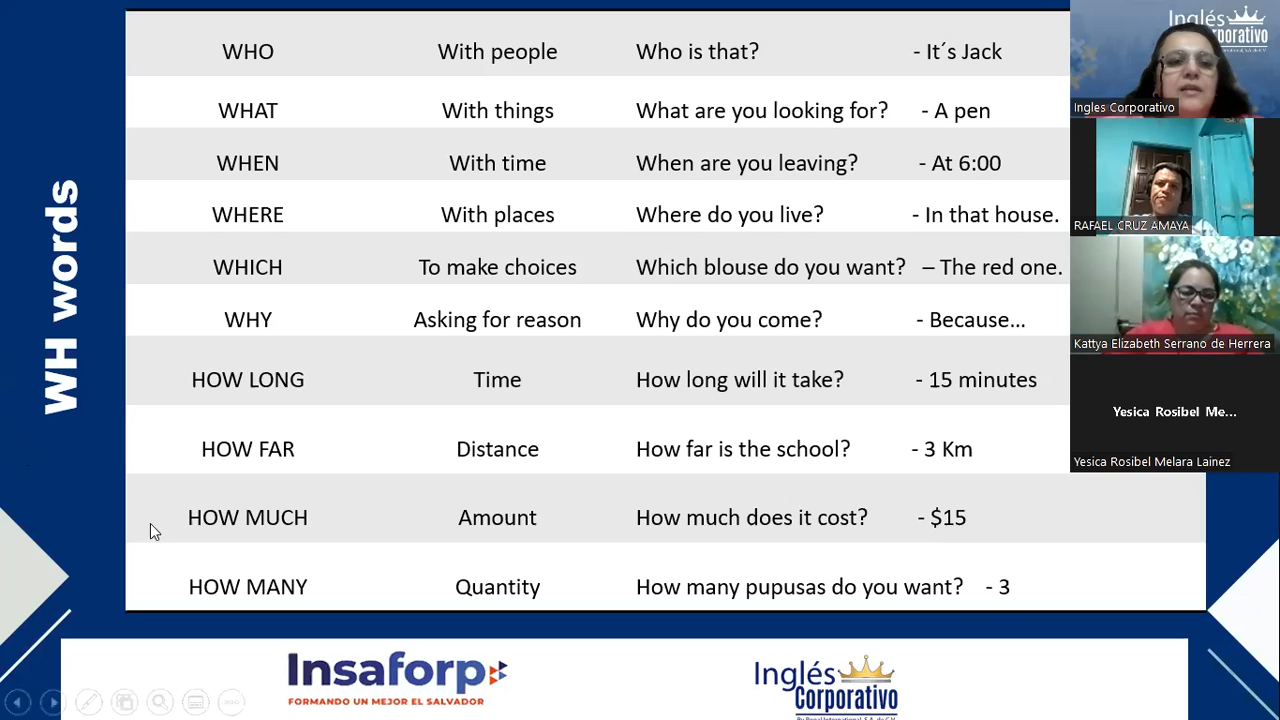 WH words
WHO With people Who is that? - It´s Jack
WHAT With things What are you looking for? - A pen
WHEN With time When are you leaving? - At 6:00
WHERE With places Where do you live? - In that house.
WHICH To make choices Which blouse do you want? – The red one.
WHY Asking for reason Why do you come? - Because...
HOW LONG Time How long will it take? - 15 minutes
HOW FAR Distance How far is the school? - 3 Km
HOW MUCH Amount How much does it cost? - $15
HOW MANY Quantity How many pupusas do you want? - 3
Inglés
Corporativo
Ingles Corporativo
RAFAEL CRUZ AMAYA
Kattya Elizabeth Serrano de Herrera
Yesica Rosibel Me...
Yesica Rosibel Melara Lainez
Insaforp
FORMANDO UN MEJOR EL SALVADOR
Inglés
Corporativo